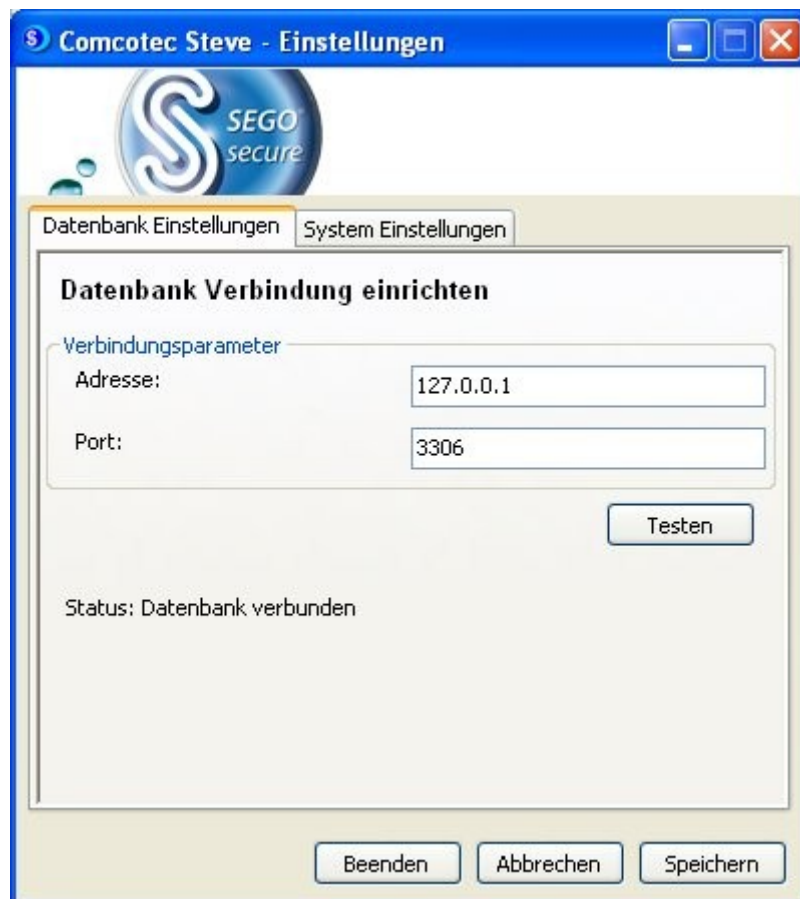 Comcotec Steve - Einstellungen
SEGO
secure
Datenbank Einstellungen
System Einstellungen
Datenbank Verbindung einrichten
Verbindungsparameter
Adresse:
127.0.0.1
Port:
3306
Testen
Status: Datenbank verbunden
Beenden
Abbrechen
Speichern